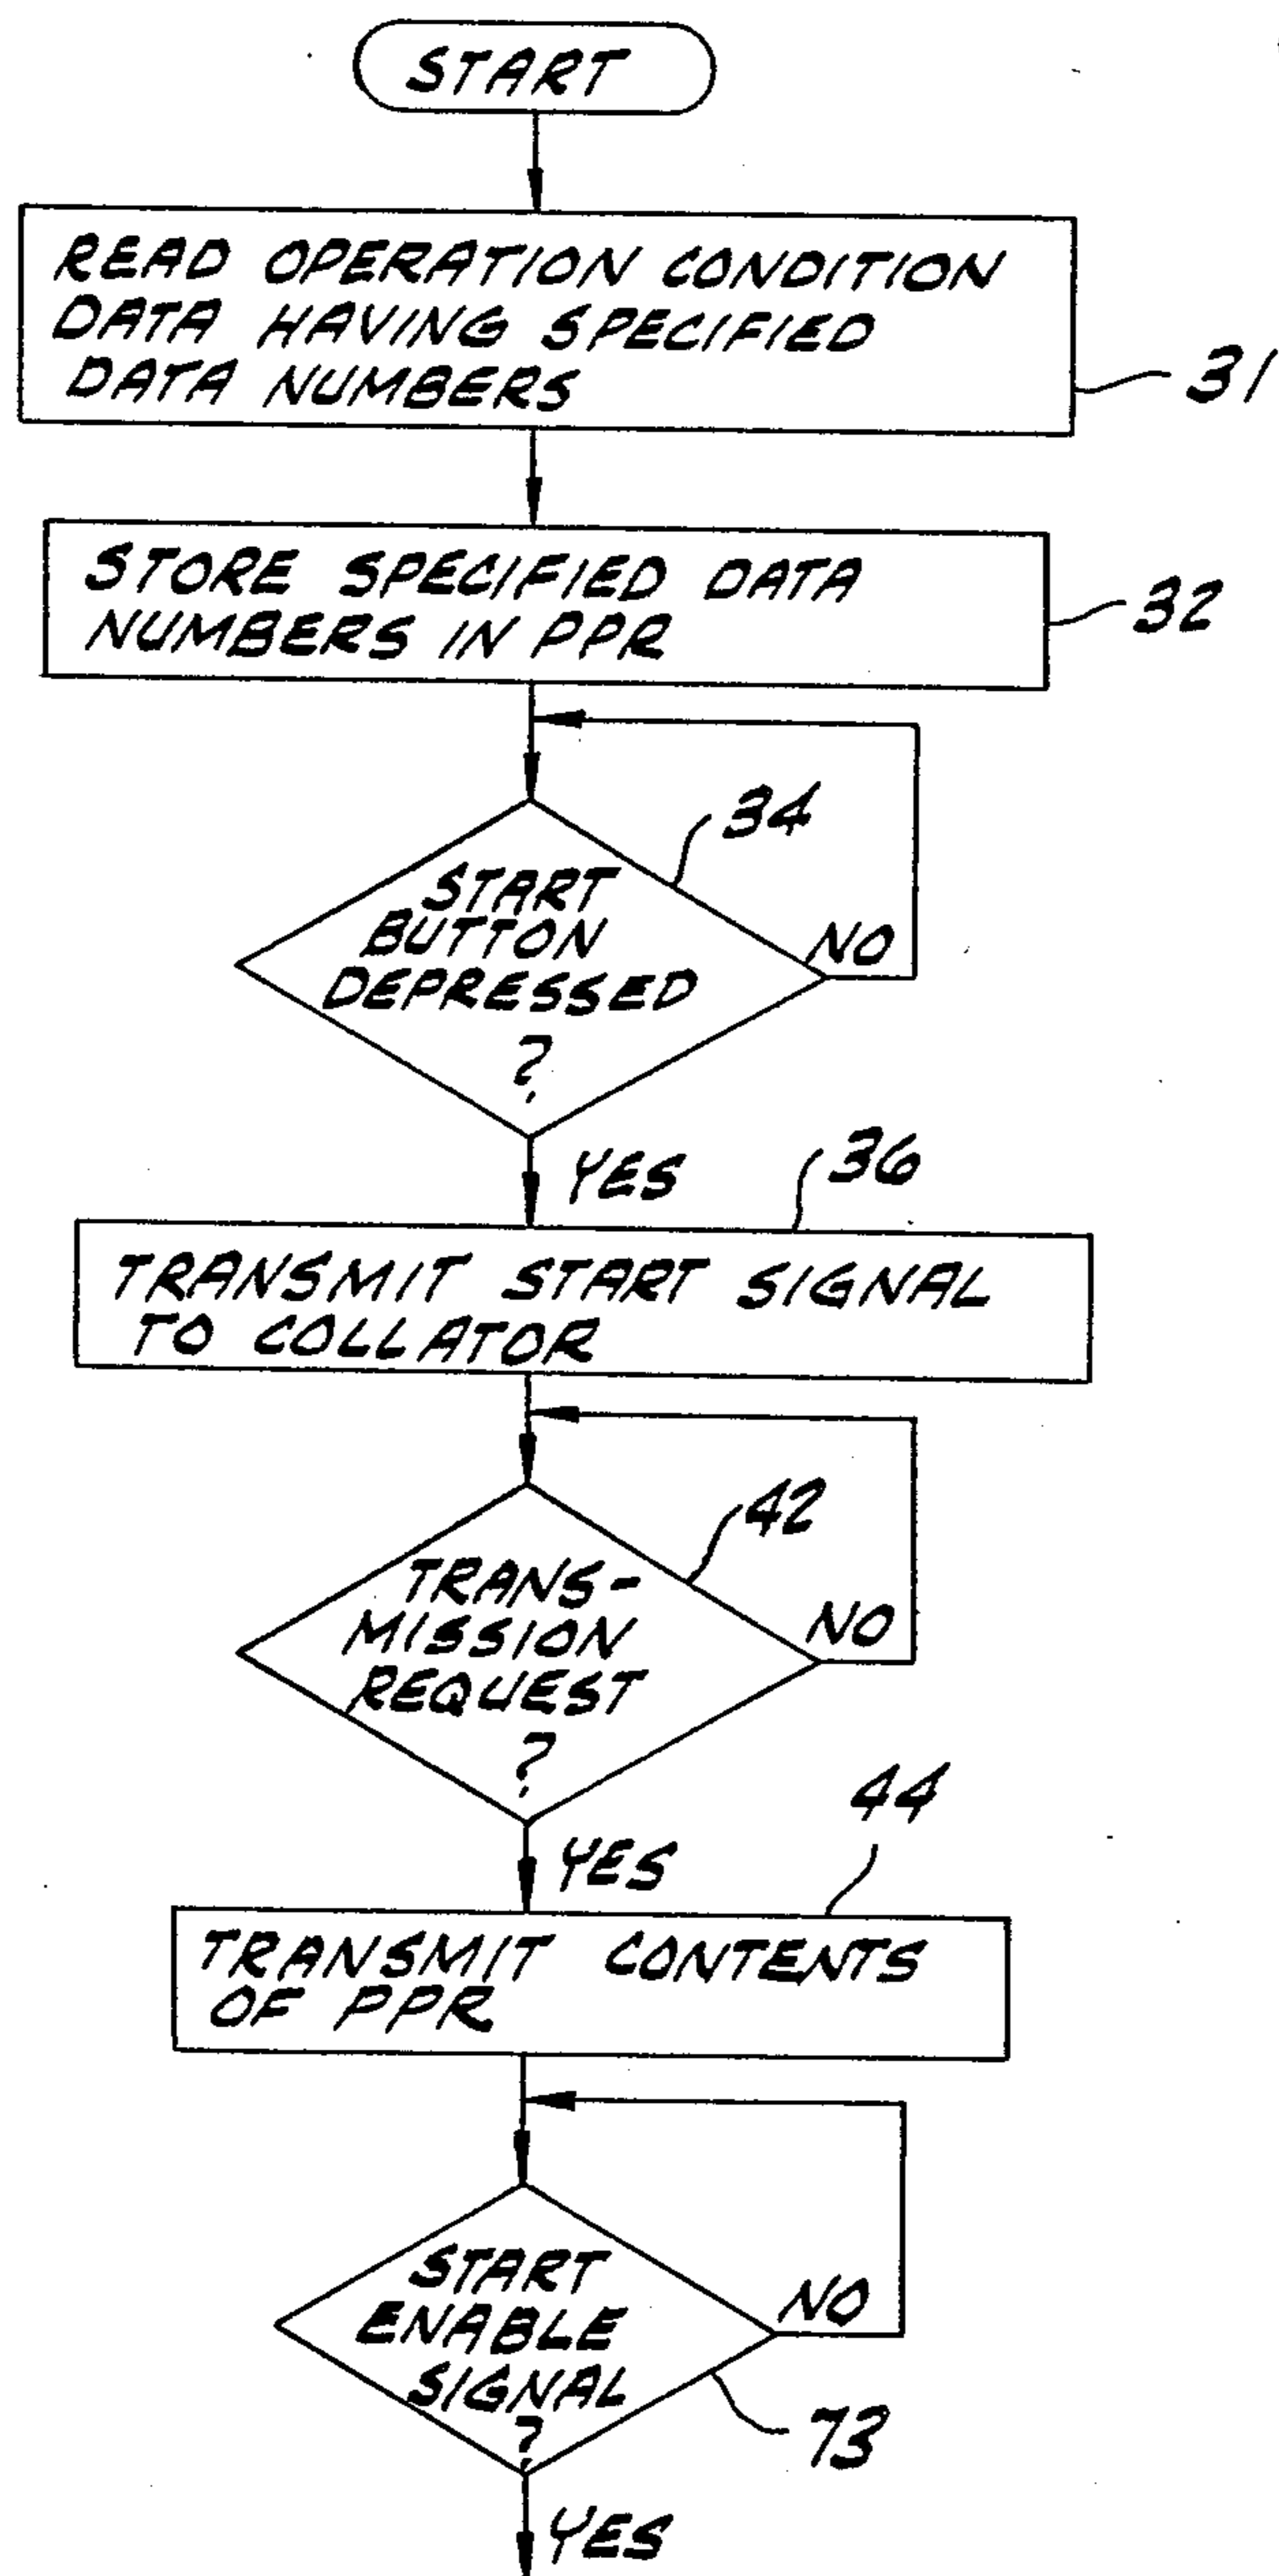 START
READ OPERATION CONDITION
DATA HAVING SPECIFIED
DATA NUMBERS
31
STORE SPECIFIED DATA
NUMBERS IN PPR
32
34
START
BUTTON
DEPRESSED
?
NO
YES
36
TRANSMIT START SIGNAL
TO COLLATOR
42
TRANS-
MISSION
REQUEST
?
NO
YES
44
TRANSMIT CONTENTS
OF PPR
START
ENABLE
SIGNAL
?
NO
73
YES